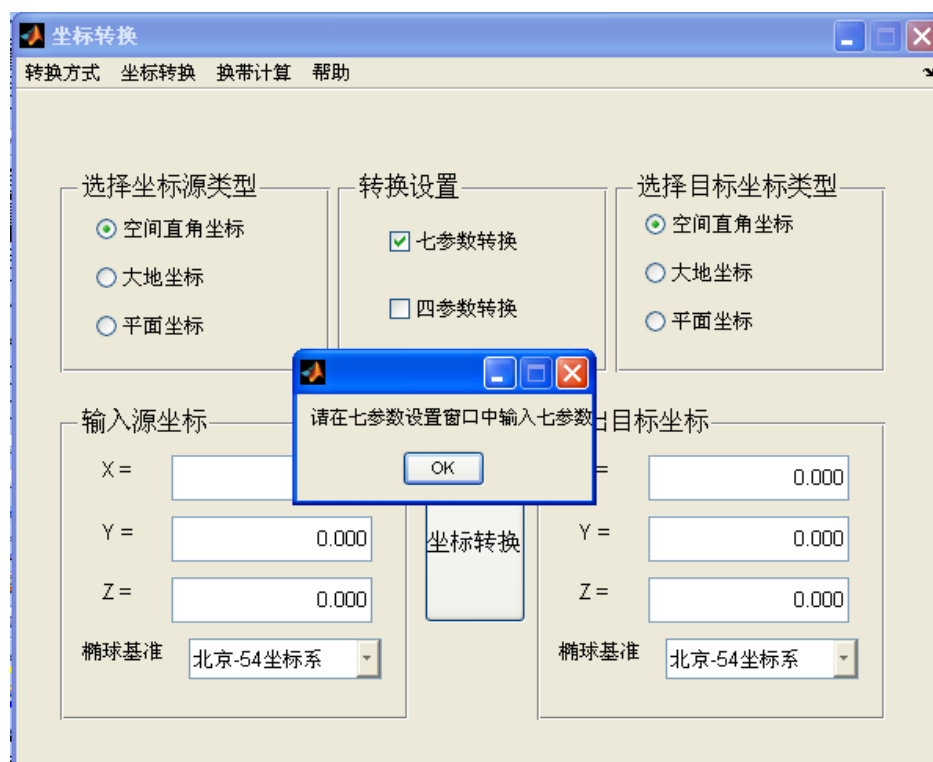 坐标转换
转换方式 坐标转换 换带计算 帮助
选择坐标源类型
空间直角坐标
大地坐标
平面坐标
转换设置
七参数转换
四参数转换
选择目标坐标类型
空间直角坐标
大地坐标
平面坐标
请在七参数设置窗口中输入七参数
OK
输入源坐标
X =
Y =
0.000
Z =
0.000
椭球基准
北京-54坐标系
坐标转换
出目标坐标
=
0.000
Y =
0.000
Z =
0.000
椭球基准
北京-54坐标系